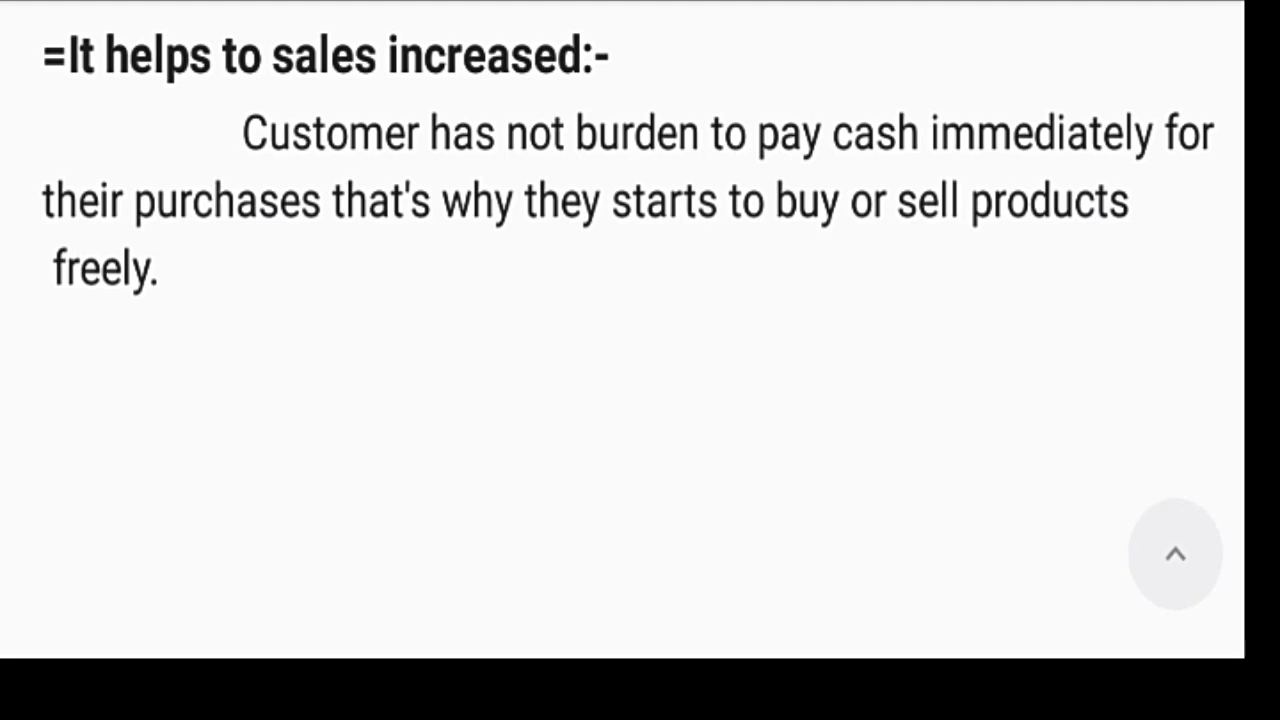 =It helps to sales increased:-
Customer has not burden to pay cash immediately for
their purchases that's why they starts to buy or sell products
freely.